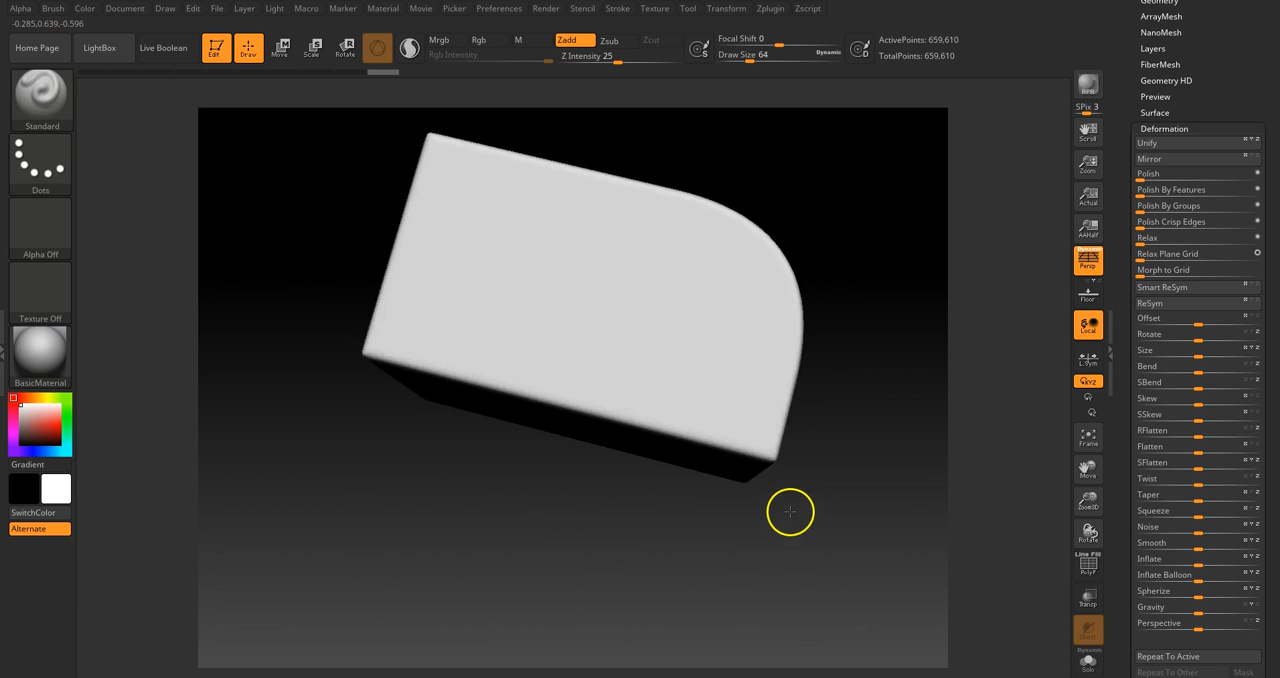 Alpha Brush Color Document Draw Edit File Layer Light Macro Marker Material Movie Picker Preferences Render Stencil Stroke Texture Tool Transform Zplugin Zscript
-0.285,0.639,-0.596
Home Page
LightBox
Live Boolean
Edit
Draw
Move
Scale
Rotate
Mrgb
Rgb
M
Rgb Intensity
Zadd
Zsub
Zcut
Z Intensity 25
S
Focal Shift 0
Draw Size 64
Dynamic
D
ActivePoints: 659,610
TotalPoints: 659,610
Standard
Dots
Alpha Off
Texture Off
BasicMaterial
Gradient
SwitchColor
Alternate
BPR
SPix 3
Scroll
Zoom
Actual
AAHalf
Dynamic
Persp
Floor
Local
L.Sym
XYZ
Frame
Move
Zoom3D
Rotate
Line Fill
PolyF
Transp
Ghost
Dynamic
Solo
Geometry
ArrayMesh
NanoMesh
Layers
FiberMesh
Geometry HD
Preview
Surface
Deformation
Unify
Mirror
Polish
Polish By Features
Polish By Groups
Polish Crisp Edges
Relax
Relax Plane Grid
Morph to Grid
Smart ReSym
ReSym
Offset
Rotate
Size
Bend
SBend
Skew
SSkew
RFlatten
Flatten
SFlatten
Twist
Taper
Squeeze
Noise
Smooth
Inflate
Inflate Balloon
Spherize
Gravity
Perspective
Repeat To Active
Repeat To Other
Mask